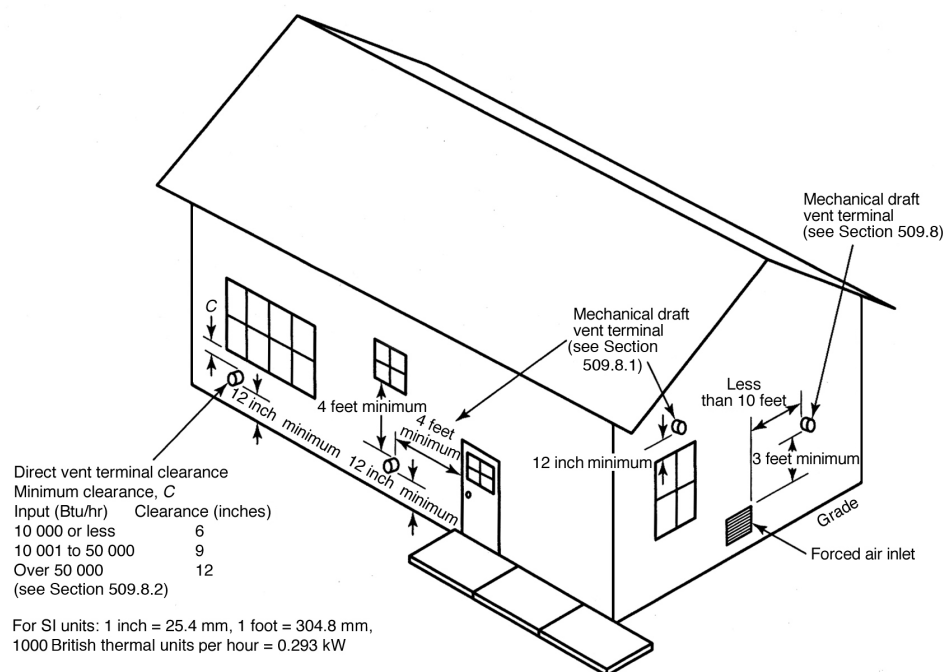 Mechanical draft
vent terminal
(see Section 509.8)
C
Mechanical draft
vent terminal
(see Section
509.8.1)
Less
than 10 feet
12 inch minimum
4 feet minimum
4 feet
minimum
12 inch minimum
12 inch minimum
3 feet minimum
Grade
Forced air inlet
Direct vent terminal clearance
Minimum clearance, C
Input (Btu/hr) Clearance (inches)
10 000 or less 6
10 001 to 50 000 9
Over 50 000 12
(see Section 509.8.2)
For SI units: 1 inch = 25.4 mm, 1 foot = 304.8 mm,
1000 British thermal units per hour = 0.293 kW